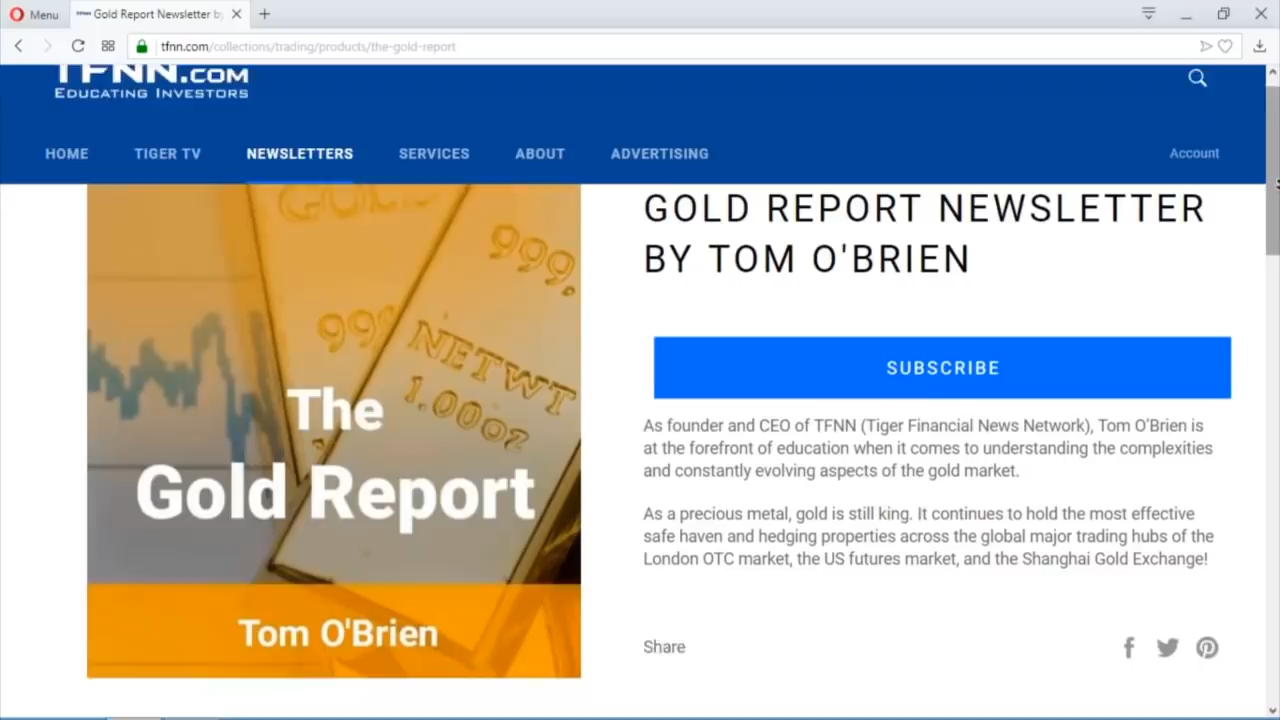 Menu
Gold Report Newsletter by
tfnn.com/collections/trading/products/the-gold-report
TFNN.COM
EDUCATING INVESTORS
HOME TIGER TV NEWSLETTERS SERVICES ABOUT ADVERTISING Account
GOLD
999.
999
NETWT
1.00oz
The
Gold Report
Tom O'Brien
GOLD REPORT NEWSLETTER
BY TOM O'BRIEN
SUBSCRIBE
As founder and CEO of TFNN (Tiger Financial News Network), Tom O'Brien is
at the forefront of education when it comes to understanding the complexities
and constantly evolving aspects of the gold market.
As a precious metal, gold is still king. It continues to hold the most effective
safe haven and hedging properties across the global major trading hubs of the
London OTC market, the US futures market, and the Shanghai Gold Exchange!
Share